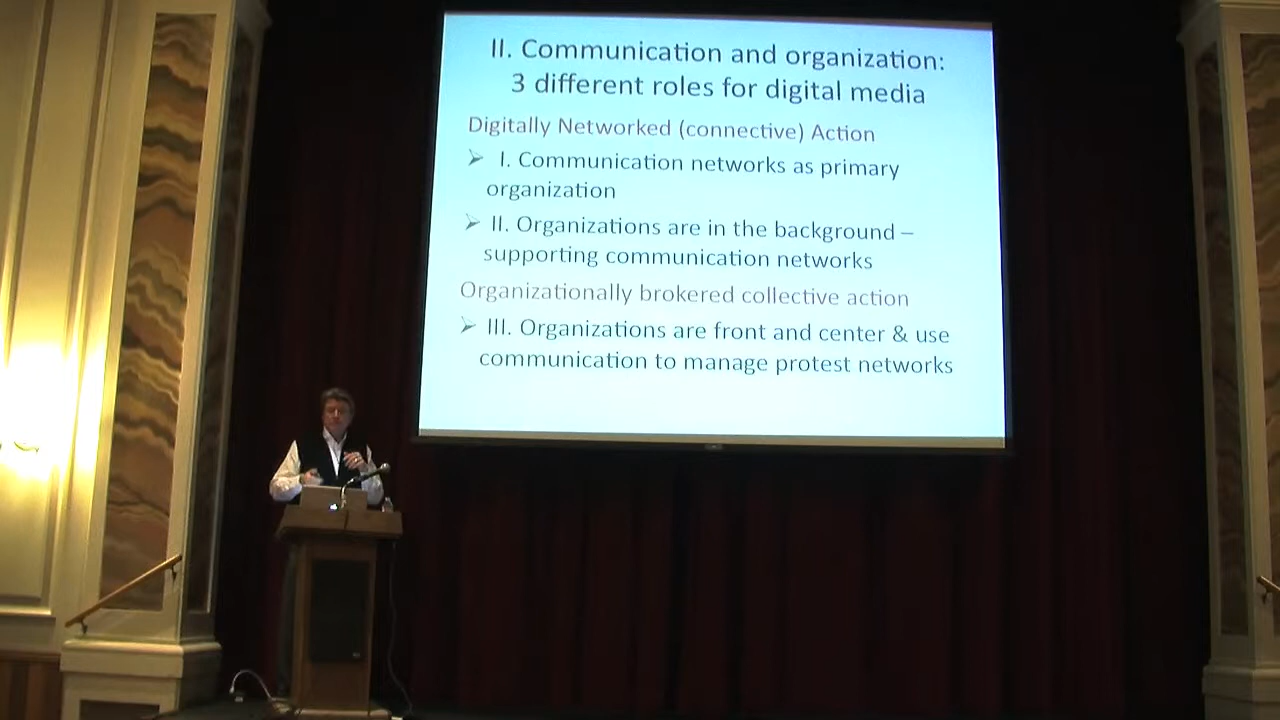 II. Communication and organization:
3 different roles for digital media
Digitally Networked (connective) Action
➢ I. Communication networks as primary
organization
➢ II. Organizations are in the background –
supporting communication networks
Organizationally brokered collective action
➢ III. Organizations are front and center & use
communication to manage protest networks